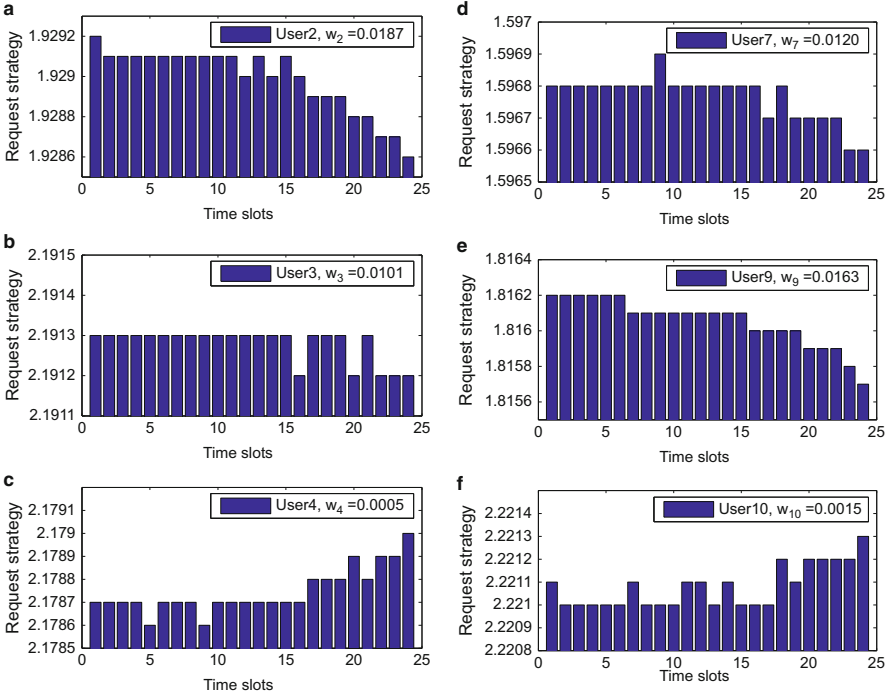 a
Request strategy
1.9292
1.929
1.9288
1.9286
User2, w2 =0.0187
0 5 10 15 20 25
Time slots
b
Request strategy
2.1915
2.1914
2.1913
2.1912
2.1911
User3, w3 =0.0101
0 5 10 15 20 25
Time slots
c
Request strategy
2.1791
2.179
2.1789
2.1788
2.1787
2.1786
2.1785
User4, w4 =0.0005
0 5 10 15 20 25
Time slots
d
Request strategy
1.597
1.5969
1.5968
1.5967
1.5966
1.5965
User7, w7 =0.0120
0 5 10 15 20 25
Time slots
e
Request strategy
1.8164
1.8162
1.816
1.8158
1.8156
User9, w9 =0.0163
0 5 10 15 20 25
Time slots
f
Request strategy
2.2214
2.2213
2.2212
2.2211
2.221
2.2209
2.2208
User10, w10 =0.0015
0 5 10 15 20 25
Time slots